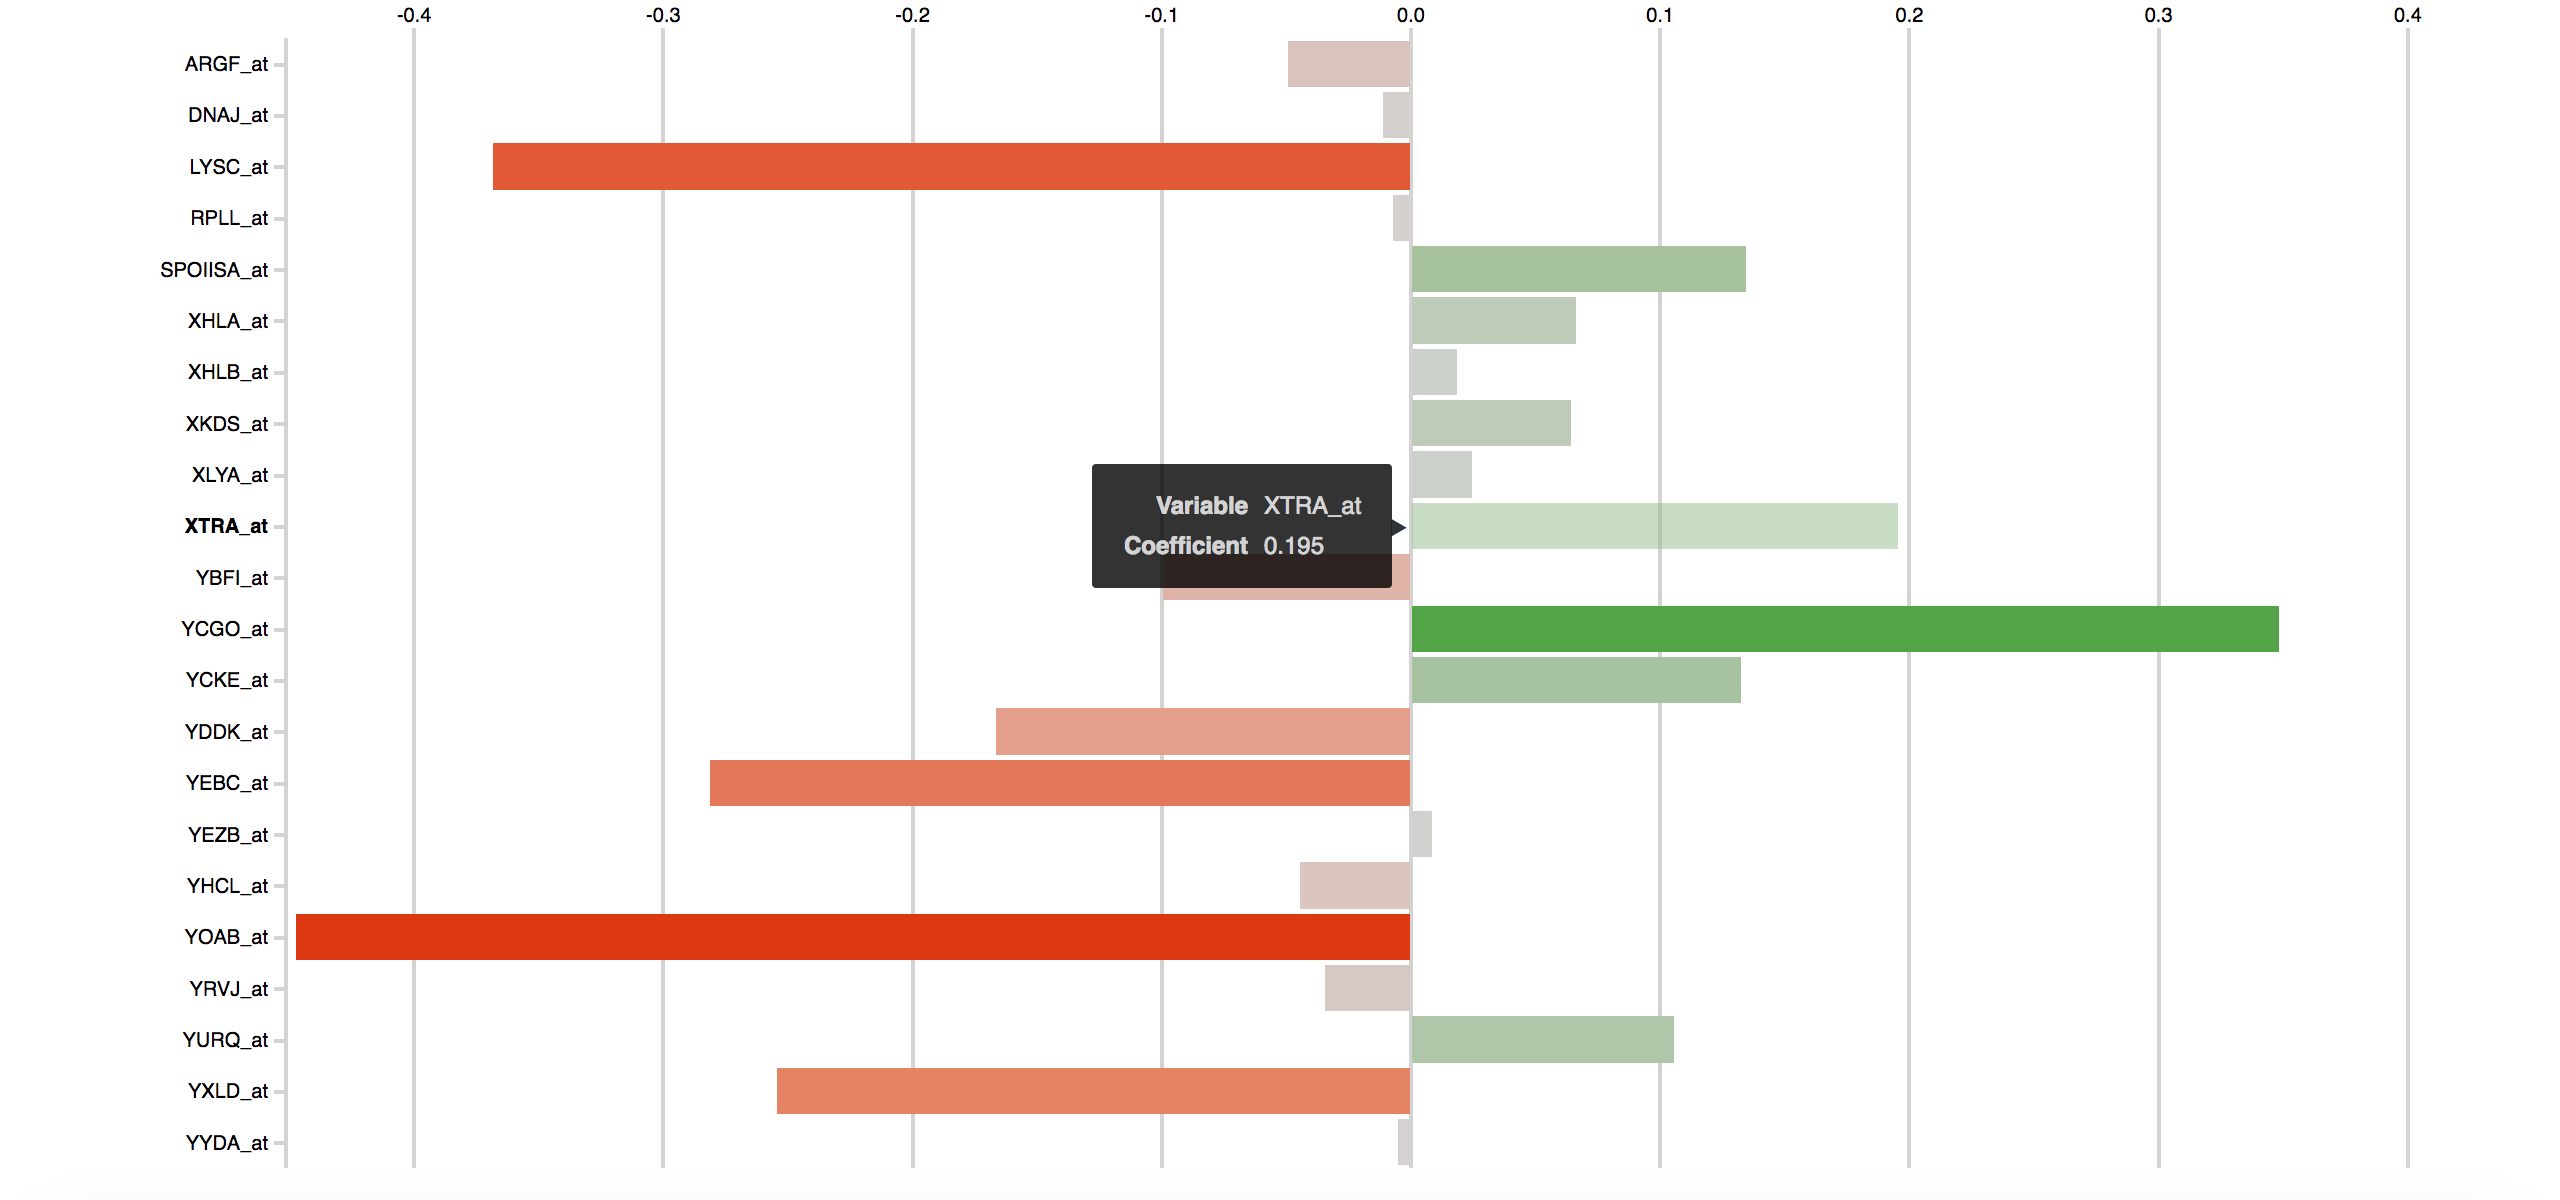 -0.4 -0.3 -0.2 -0.1 0.0 0.1 0.2 0.3 0.4
ARGF_at
DNAJ_at
LYSC_at
RPLL_at
SPOIISA_at
XHLA_at
XHLB_at
XKDS_at
XLYA_at
Variable XTRA_at
XTRA_at
Coefficient 0.195
YBFI_at
YCGO_at
YCKE_at
YDDK_at
YEBC_at
YEZB_at
YHCL_at
YOAB_at
YRVJ_at
YURQ_at
YXLD_at
YYDA_at